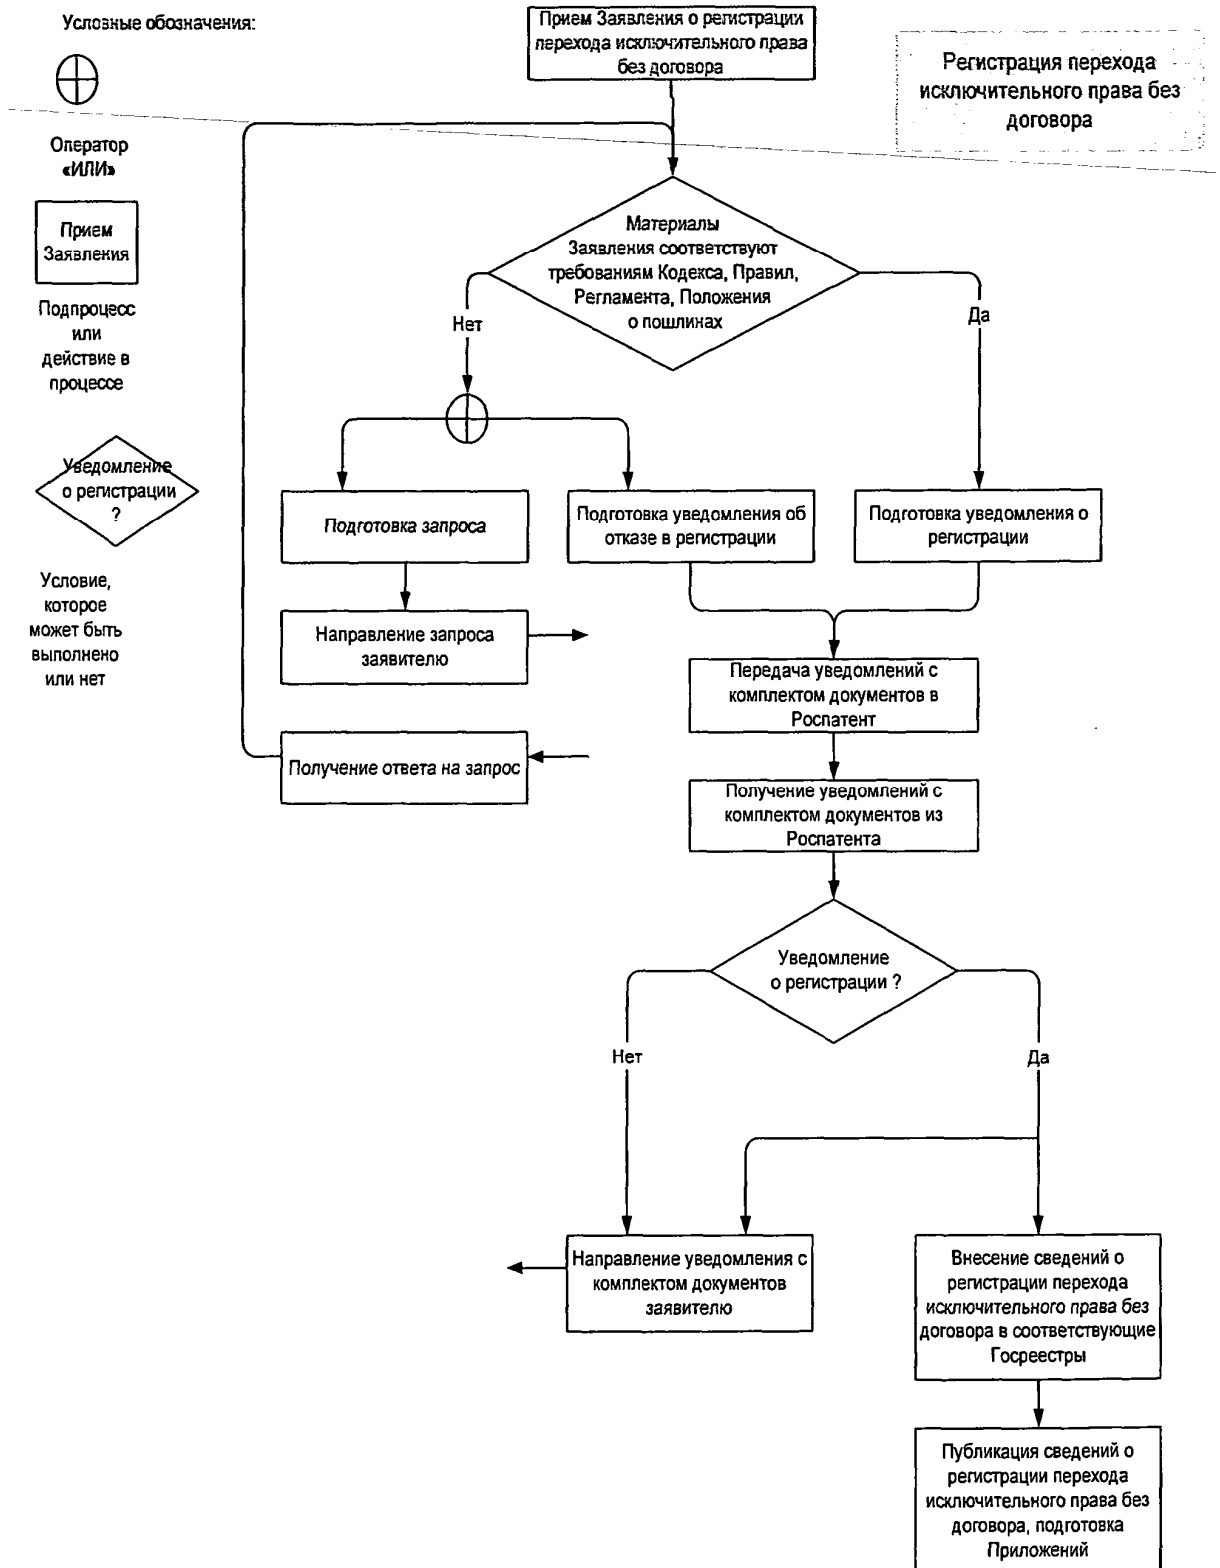 Условные обозначения:
Прием Заявления о регистрации
перехода исключительного права
без договора
Регистрация перехода
исключительного права без
договора
Оператор
«ИЛИ»
Прием
Заявления
Подпроцесс
или
действие в
процессе
Уведомление
о регистрации
?
Условие,
которое
может быть
выполнено
или нет
Материалы
Заявления соответствуют
требованиям Кодекса, Правил,
Регламента, Положения
о пошлинах
Нет
Да
Подготовка запроса
Подготовка уведомления об
отказе в регистрации
Подготовка уведомления о
регистрации
Направление запроса
заявителю
Передача уведомлений с
комплектом документов в
Роспатент
Получение ответа на запрос
Получение уведомлений с
комплектом документов из
Роспатента
Уведомление
о регистрации ?
Нет
Да
Направление уведомления с
комплектом документов
заявителю
Внесение сведений о
регистрации перехода
исключительного права без
договора в соответствующие
Госреестры
Публикация сведений о
регистрации перехода
исключительного права без
договора, подготовка
Приложений